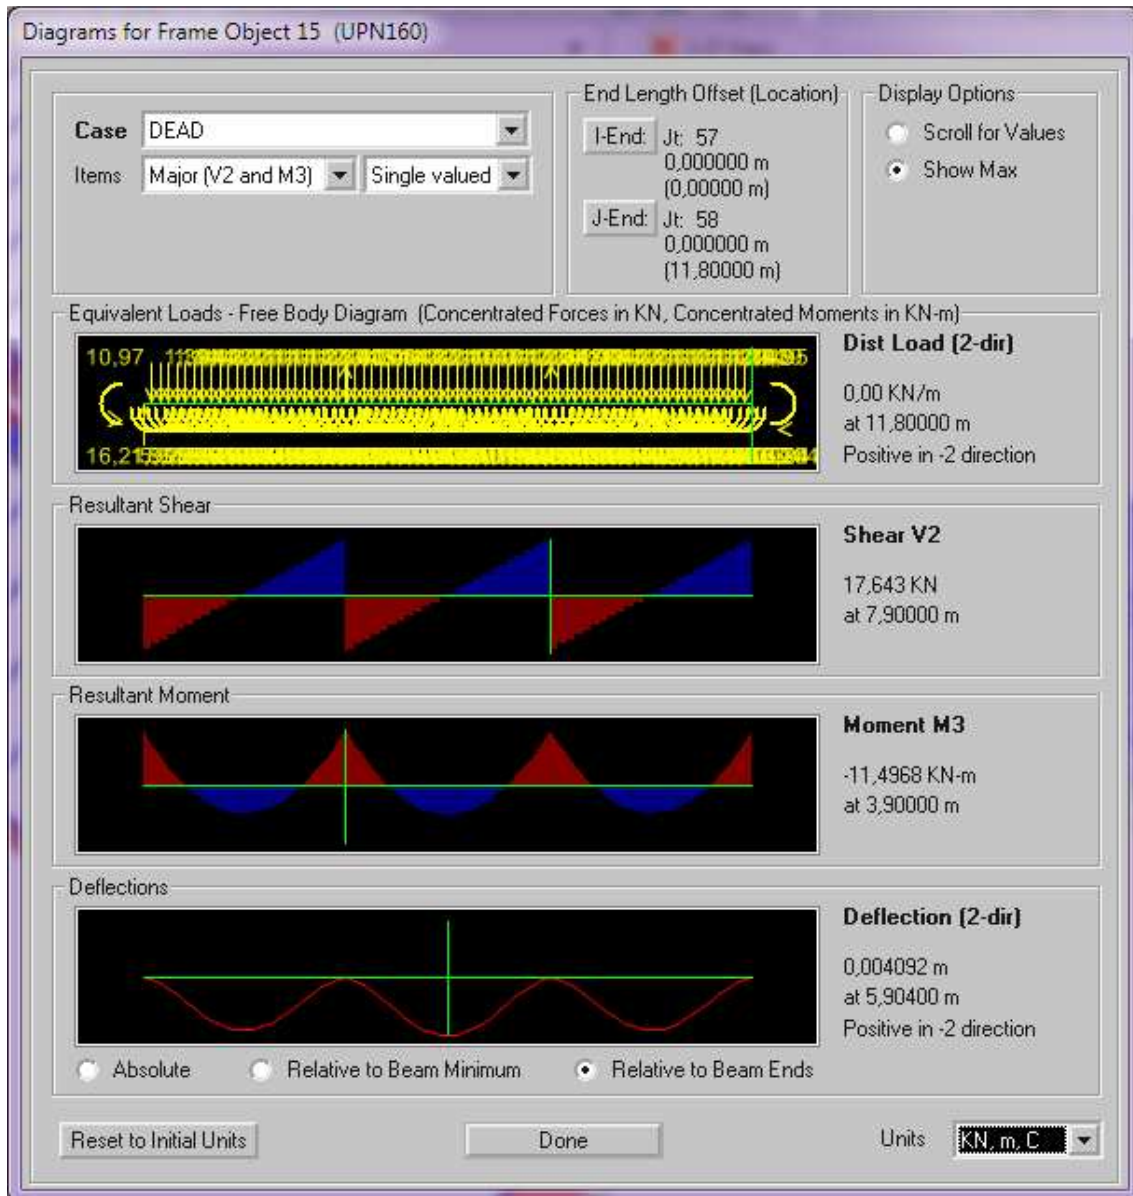 Diagrams for Frame Object 15 (UPN160)
End Length Offset (Location)
Display Options
Case DEAD
Items Major (V2 and M3) Single valued
I-End: Jt: 57
0,000000 m
(0,00000 m)
J-End: Jt: 58
0,000000 m
(11,80000 m)
Scroll for Values
Show Max
Equivalent Loads - Free Body Diagram (Concentrated Forces in KN, Concentrated Moments in KN-m)
10,97
16,21
Dist Load (2-dir)
0,00 KN/m
at 11,80000 m
Positive in -2 direction
Resultant Shear
Shear V2
17,643 KN
at 7,90000 m
Resultant Moment
Moment M3
-11,4968 KN-m
at 3,90000 m
Deflections
Deflection (2-dir)
0,004092 m
at 5,90400 m
Positive in -2 direction
Absolute Relative to Beam Minimum Relative to Beam Ends
Reset to Initial Units Done Units KN, m, C